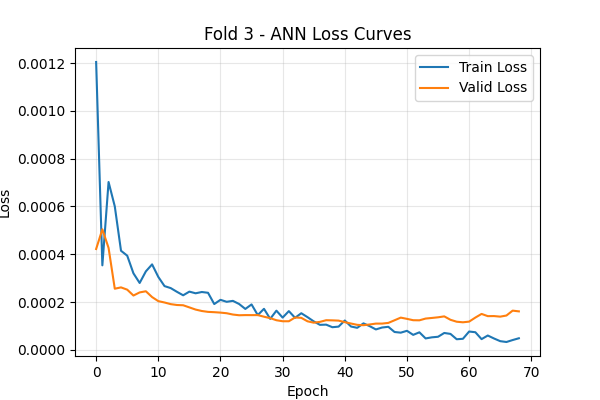 Fold 3 - ANN Loss Curves
Train Loss
Valid Loss
Loss
0.0012
0.0010
0.0008
0.0006
0.0004
0.0002
0.0000
0 10 20 30 40 50 60 70
Epoch